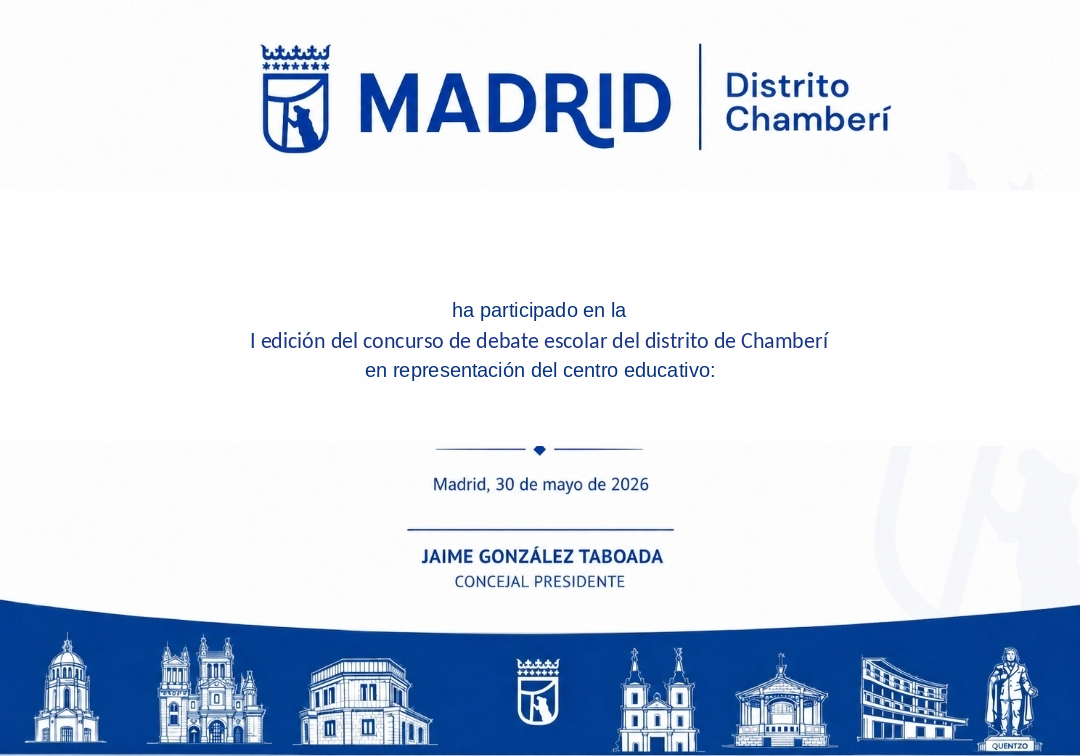 MADRID
Distrito
Chamberí
ha participado en la
I edición del concurso de debate escolar del distrito de Chamberí
en representación del centro educativo:
Madrid, 30 de mayo de 2026
JAIME GONZÁLEZ TABOADA
CONCEJAL PRESIDENTE
QUENTZO